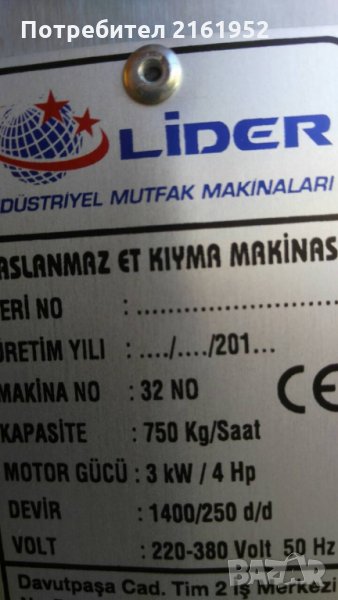 Потребител 2161952
LİDER
DÜSTRİYEL MUTFAK MAKİNALARI
ASLANMAZ ET KIYMA MAKİNAS
ERİ NO : ........................
ÜRETİM YILI : ..../..../201...
MAKİNA NO : 32 NO
CE
KAPASİTE : 750 Kg/Saat
MOTOR GÜCÜ : 3 kW / 4 Hp
DEVİR : 1400/250 d/d
VOLT : 220-380 Volt 50 Hz
Davutpaşa Cad. Tim 2 İş Merkezi
bazar